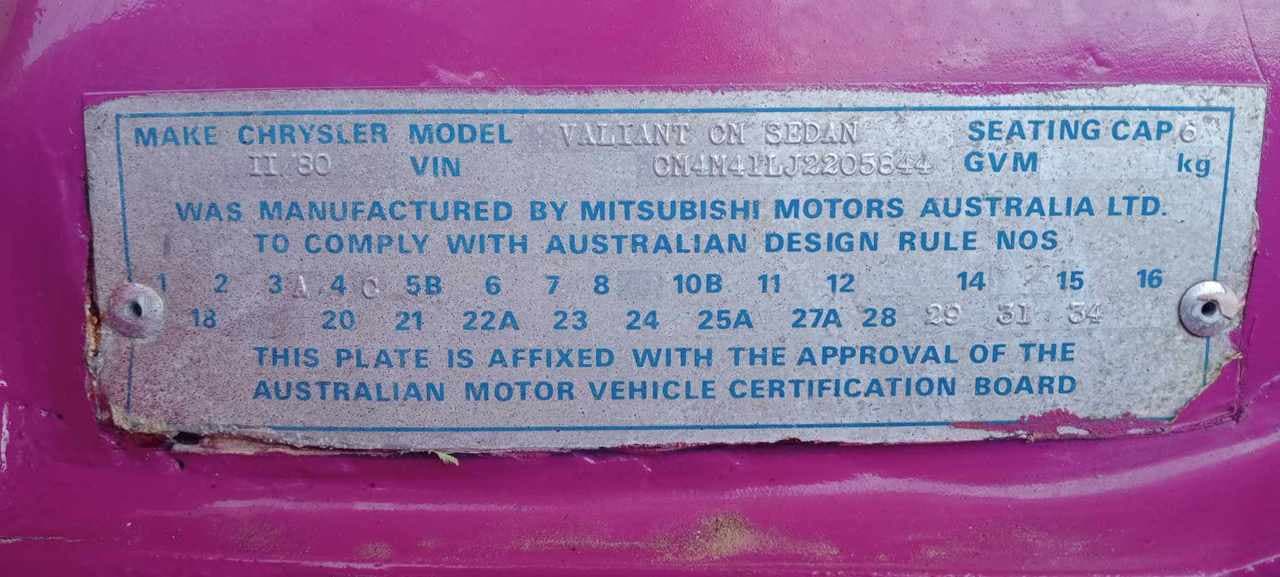 MAKE CHRYSLER MODEL VALIANT CM SEDAN SEATING CAP 6
II 80 VIN CM4M41LJ2205844 GVM kg
WAS MANUFACTURED BY MITSUBISHI MOTORS AUSTRALIA LTD.
TO COMPLY WITH AUSTRALIAN DESIGN RULE NOS
1 2 3A 4C 5B 6 7 8 10B 11 12 14 15 16
18 20 21 22A 23 24 25A 27A 28 29 31 34
THIS PLATE IS AFFIXED WITH THE APPROVAL OF THE
AUSTRALIAN MOTOR VEHICLE CERTIFICATION BOARD